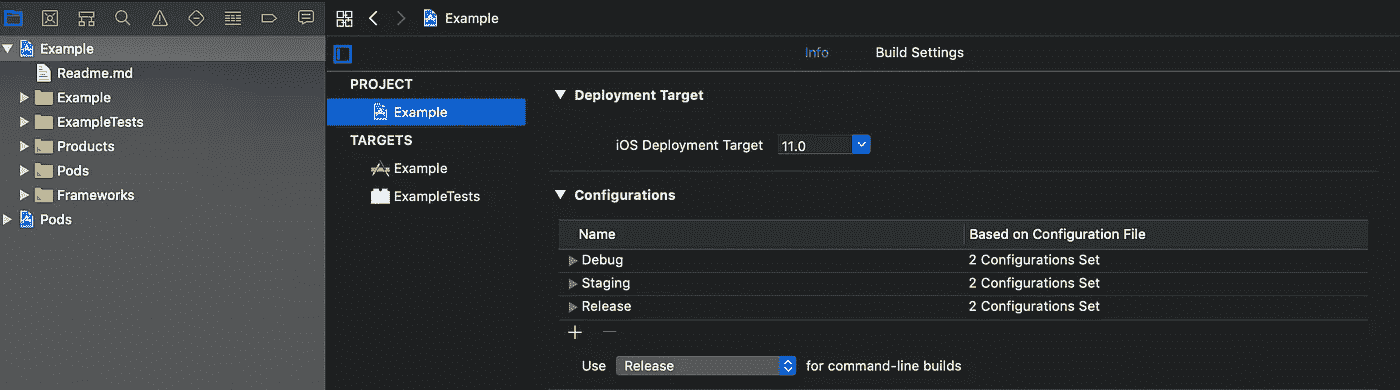 Example
Info
Build Settings
Example
Readme.md
Example
ExampleTests
Products
Pods
Frameworks
Pods
PROJECT
Example
TARGETS
Example
ExampleTests
Deployment Target
iOS Deployment Target 11.0
Configurations
Name Based on Configuration File
Debug 2 Configurations Set
Staging 2 Configurations Set
Release 2 Configurations Set
Use Release for command-line builds